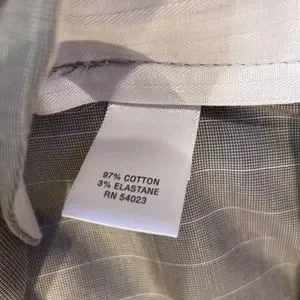 97% COTTON
3% ELASTANE
RN 54023